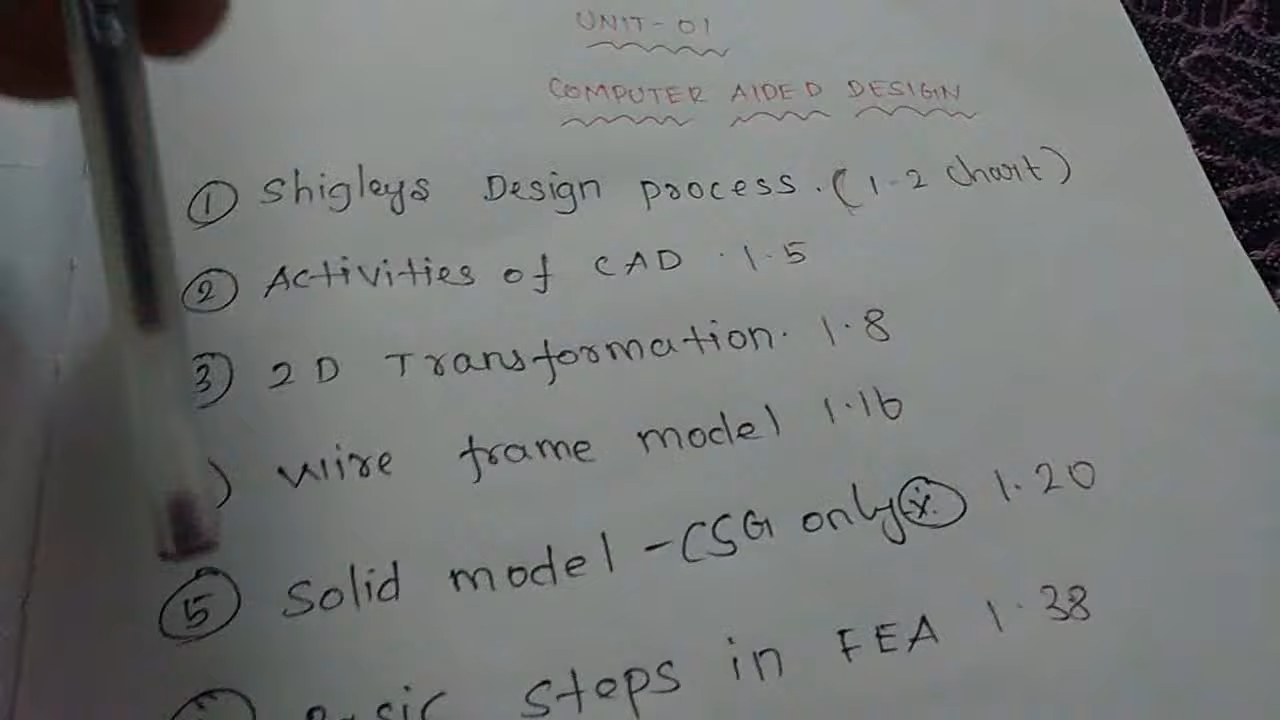 UNIT-01
COMPUTER AIDED DESIGIN
① Shigleys Design process. (1-2 chart)
② Activities of CAD . 1.5
③ 2D Transformation. 1.8
) Wire frame model 1.16
⑤ Solid model - CSG only 1.20
steps in FEA 1.38